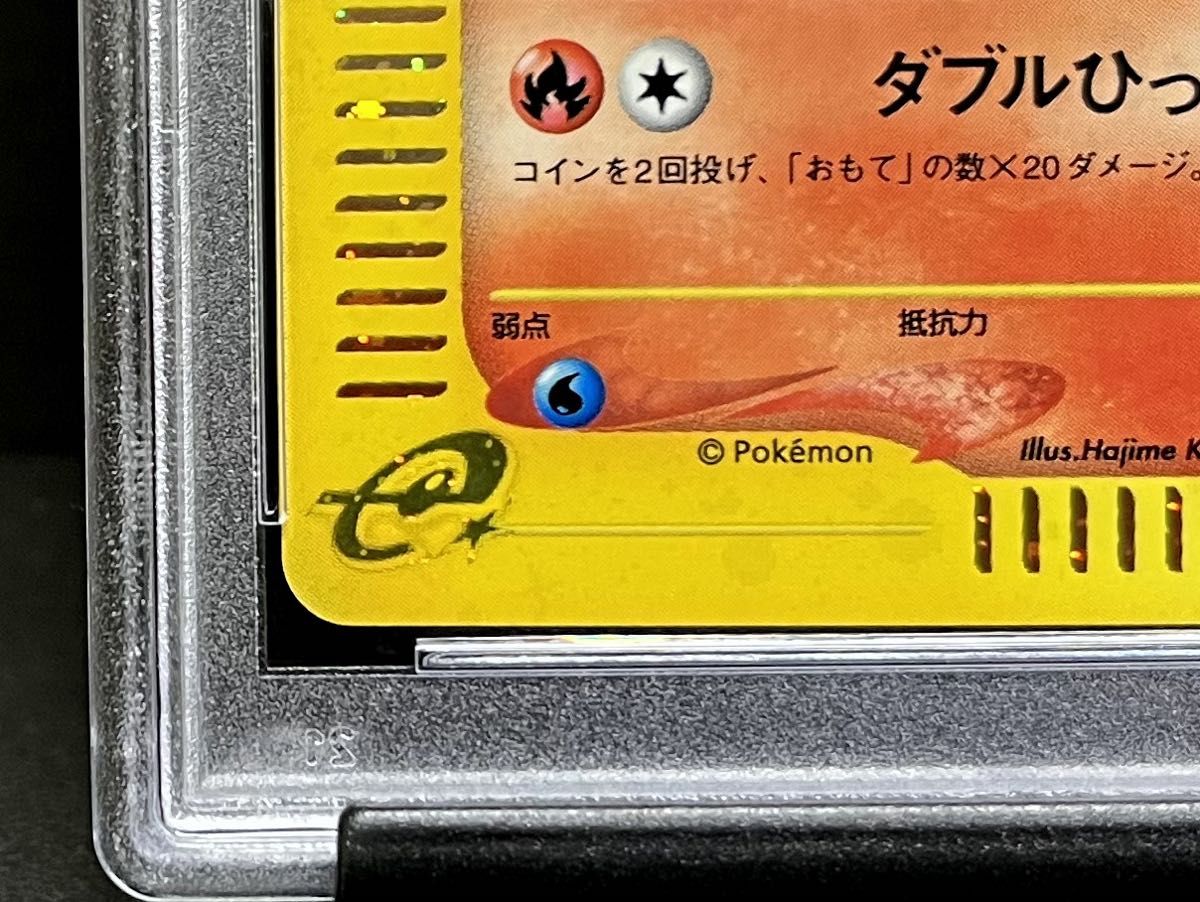 ダブルひっ
コインを2回投げ、「おもて」の数×20ダメージ。
弱点
抵抗力
© Pokémon
Illus.Hajime K
e